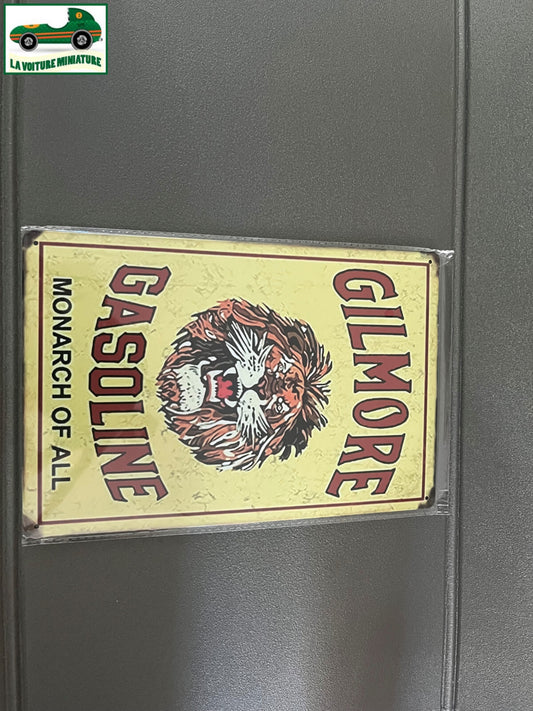 LA VOITURE MINIATURE
GILMORE
GASOLINE
MONARCH OF ALL